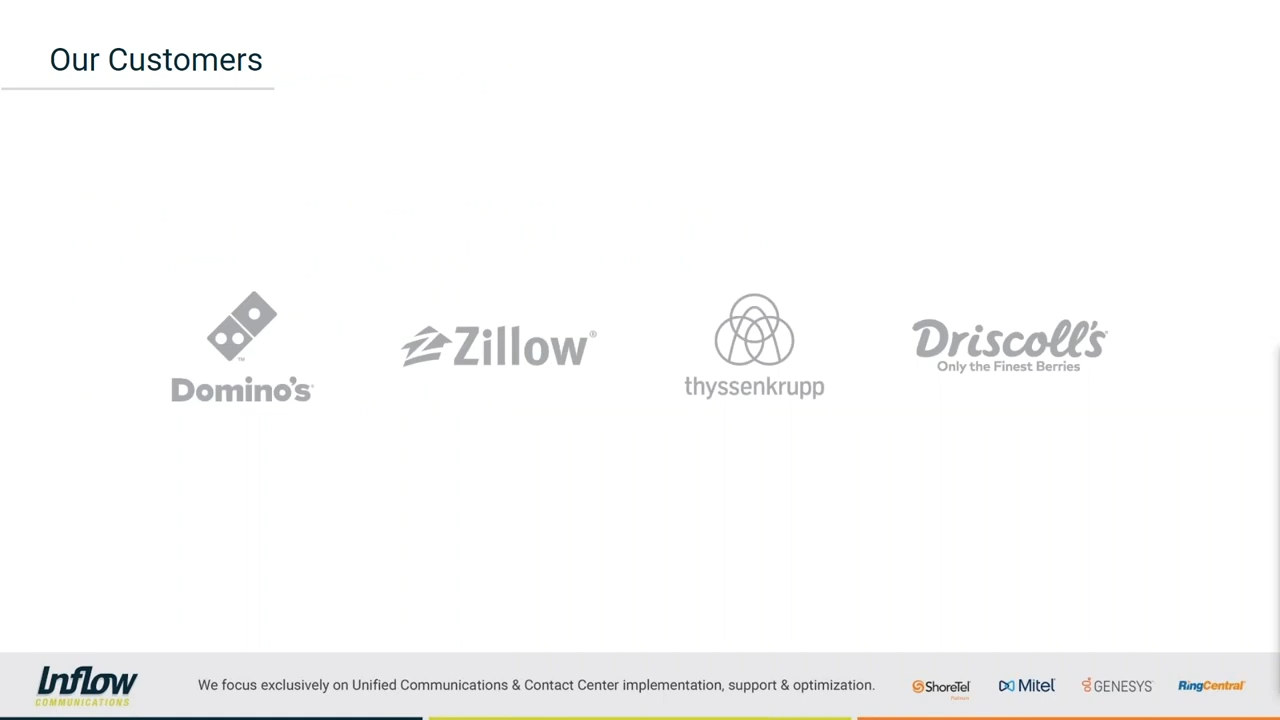 Our Customers
Domino's
Zillow®
thyssenkrupp
Driscoll's
Only the Finest Berries
Inflow
COMMUNICATIONS
We focus exclusively on Unified Communications & Contact Center implementation, support & optimization.
ShoreTel
Mitel
GENESYS
RingCentral